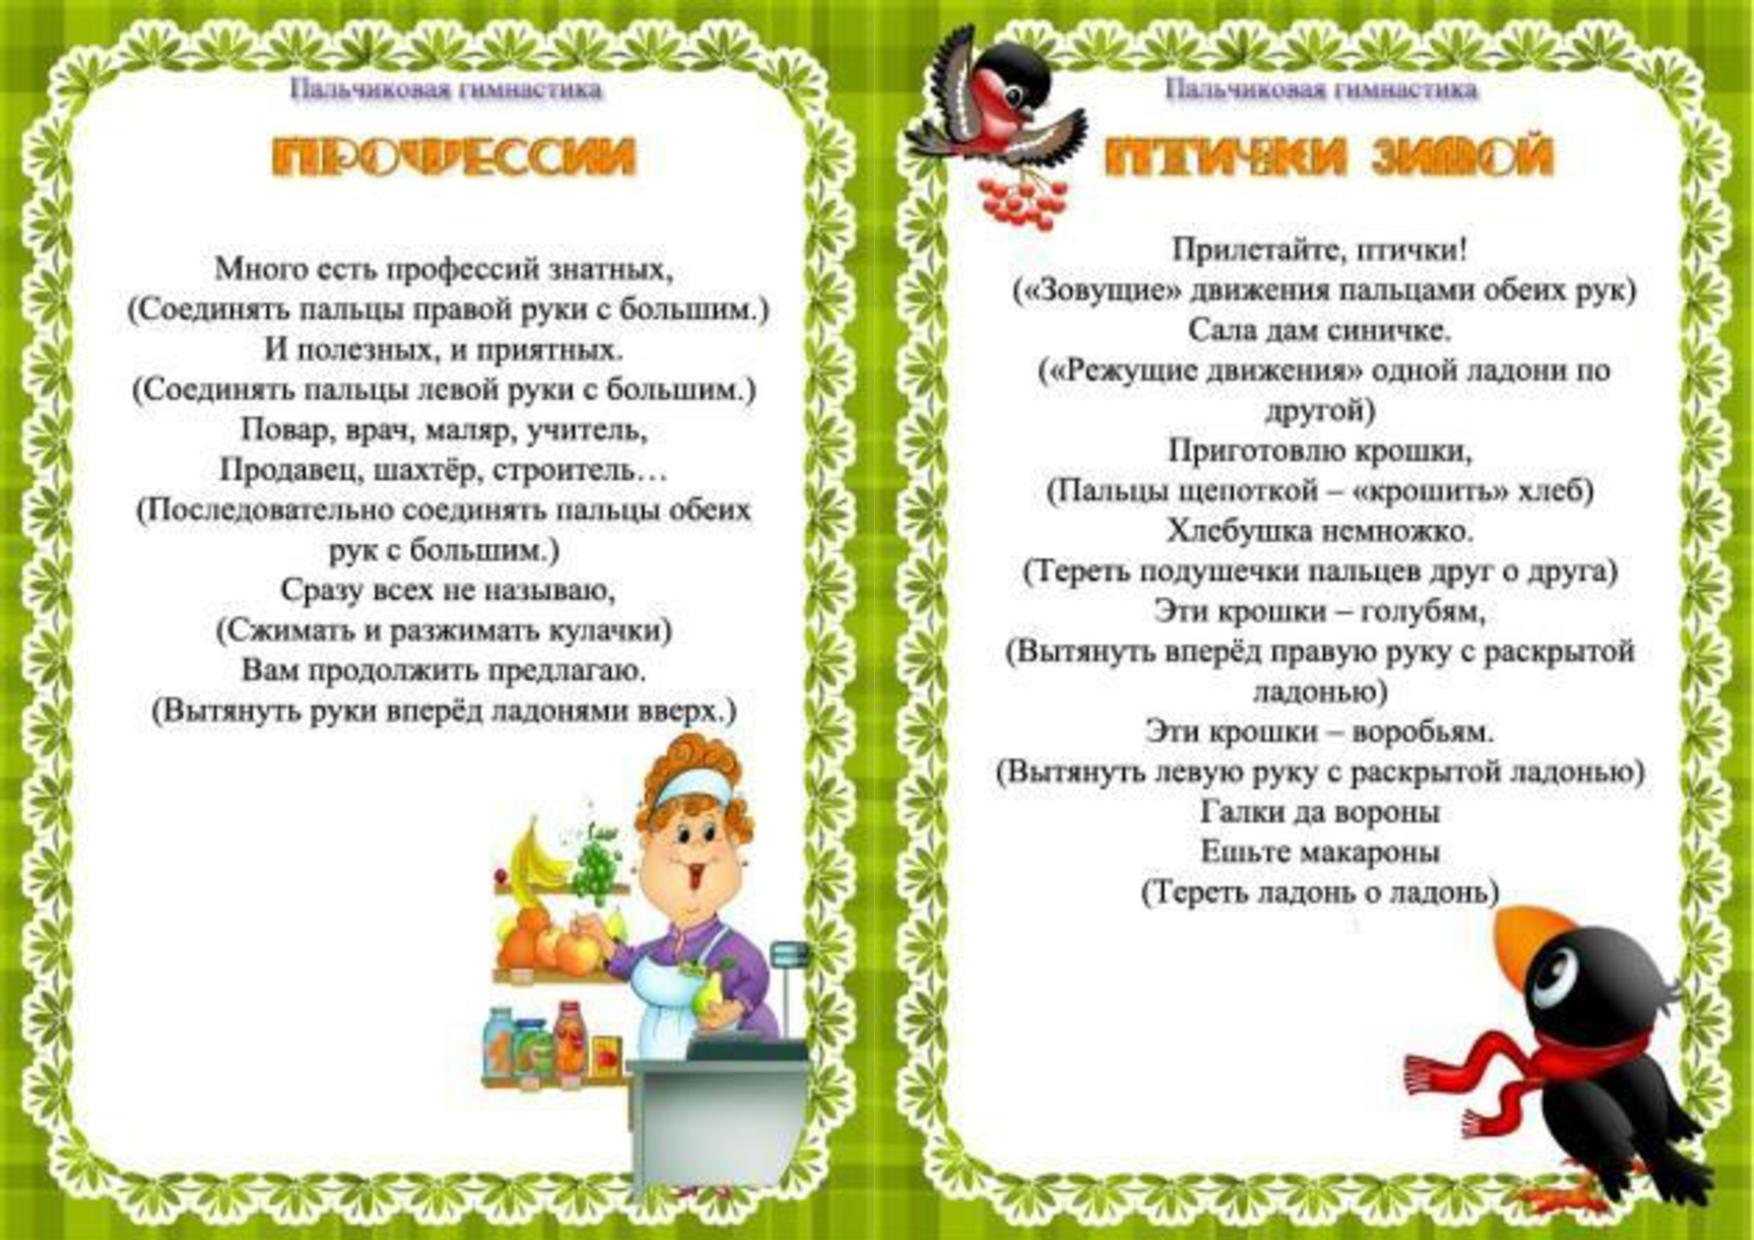 Пальчиковая гимнастика
ПРОФЕССИИ
Много есть профессий знатных,
(Соединять пальцы правой руки с большим.)
И полезных, и приятных.
(Соединять пальцы левой руки с большим.)
Повар, врач, маляр, учитель,
Продавец, шахтёр, строитель…
(Последовательно соединять пальцы обеих
рук с большим.)
Сразу всех не называю,
(Сжимать и разжимать кулачки)
Вам продолжить предлагаю.
(Вытянуть руки вперёд ладонями вверх.)
Пальчиковая гимнастика
ПТИЧКИ ЗИМОЙ
Прилетайте, птички!
(«Зовущие» движения пальцами обеих рук)
Сала дам синичке.
(«Режущие движения» одной ладони по
другой)
Приготовлю крошки,
(Пальцы щепоткой – «крошить» хлеб)
Хлебушка немножко.
(Тереть подушечки пальцев друг о друга)
Эти крошки – голубям,
(Вытянуть вперёд правую руку с раскрытой
ладонью)
Эти крошки – воробьям.
(Вытянуть левую руку с раскрытой ладонью)
Галки да вороны
Ешьте макароны
(Тереть ладонь о ладонь)